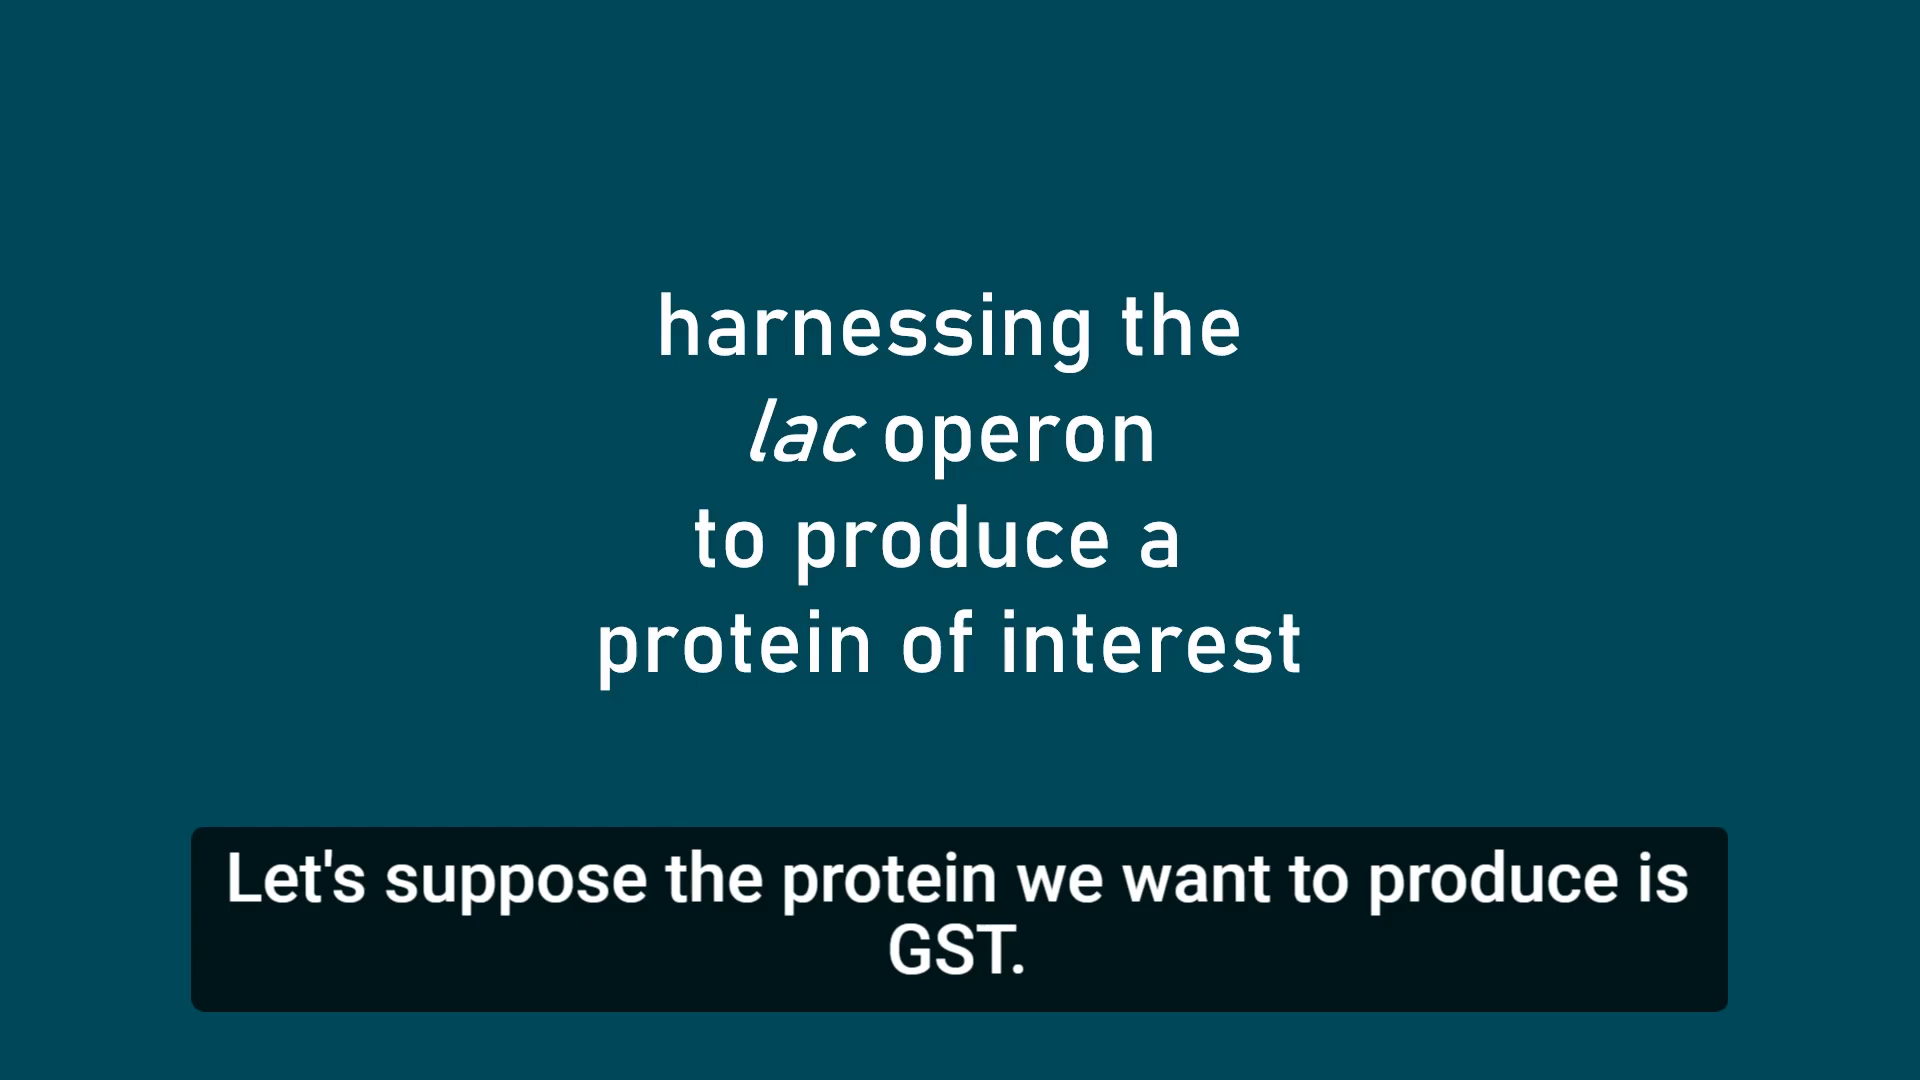 harnessing the
lac operon
to produce a
protein of interest
Let's suppose the protein we want to produce is
GST.